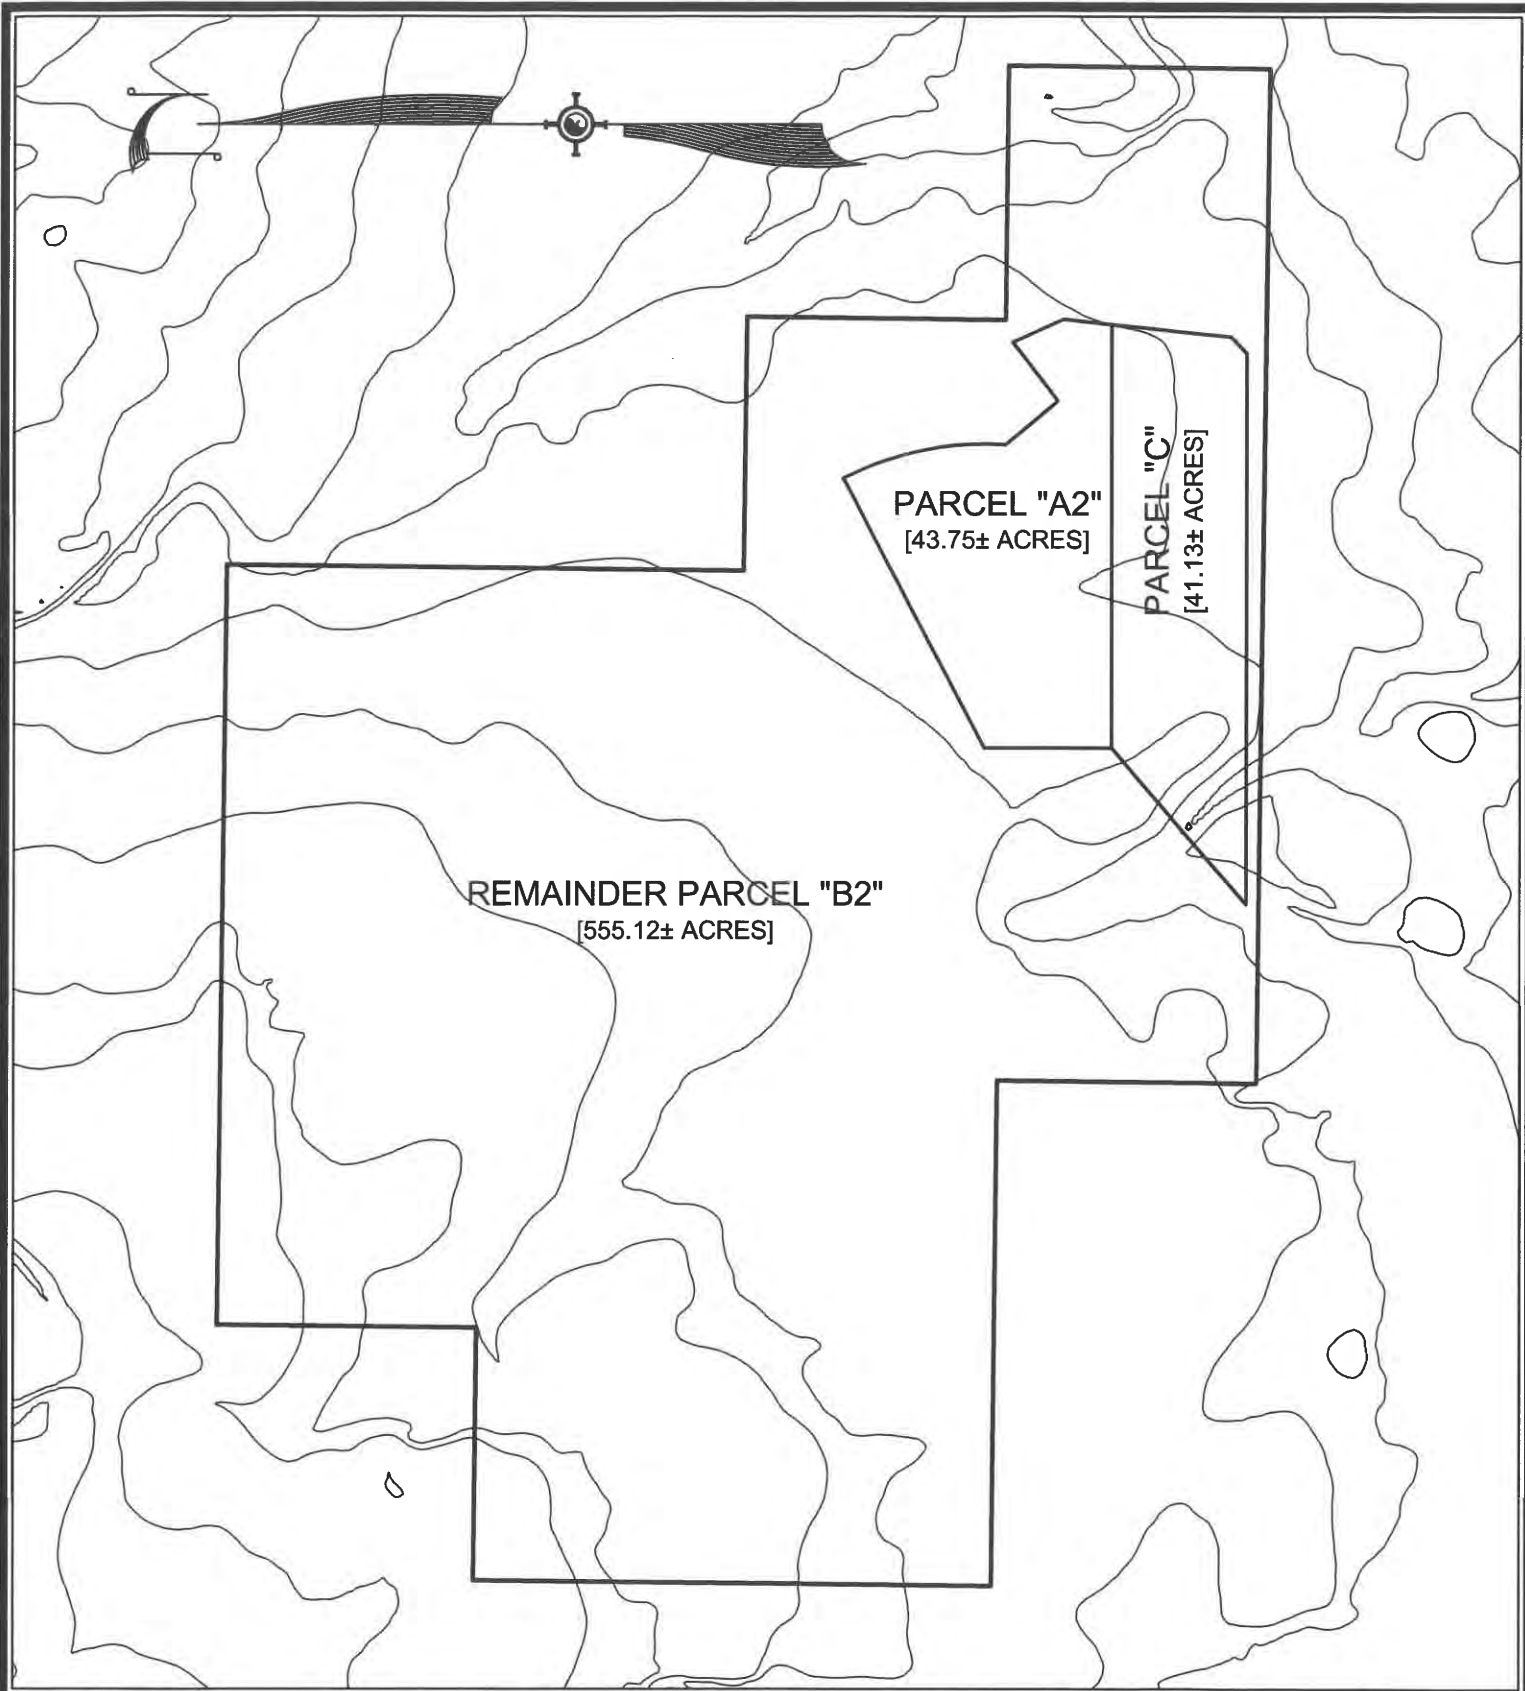 PARCEL "A2"
[43.75± ACRES]
PARCEL "C"
[41.13± ACRES]
REMAINDER PARCEL "B2"
[555.12± ACRES]